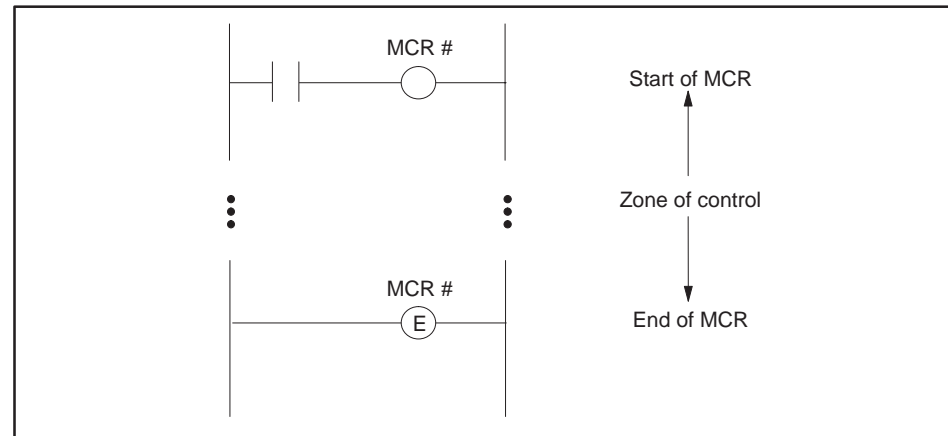 MCR #
Start of MCR
Zone of control
MCR #
E
End of MCR